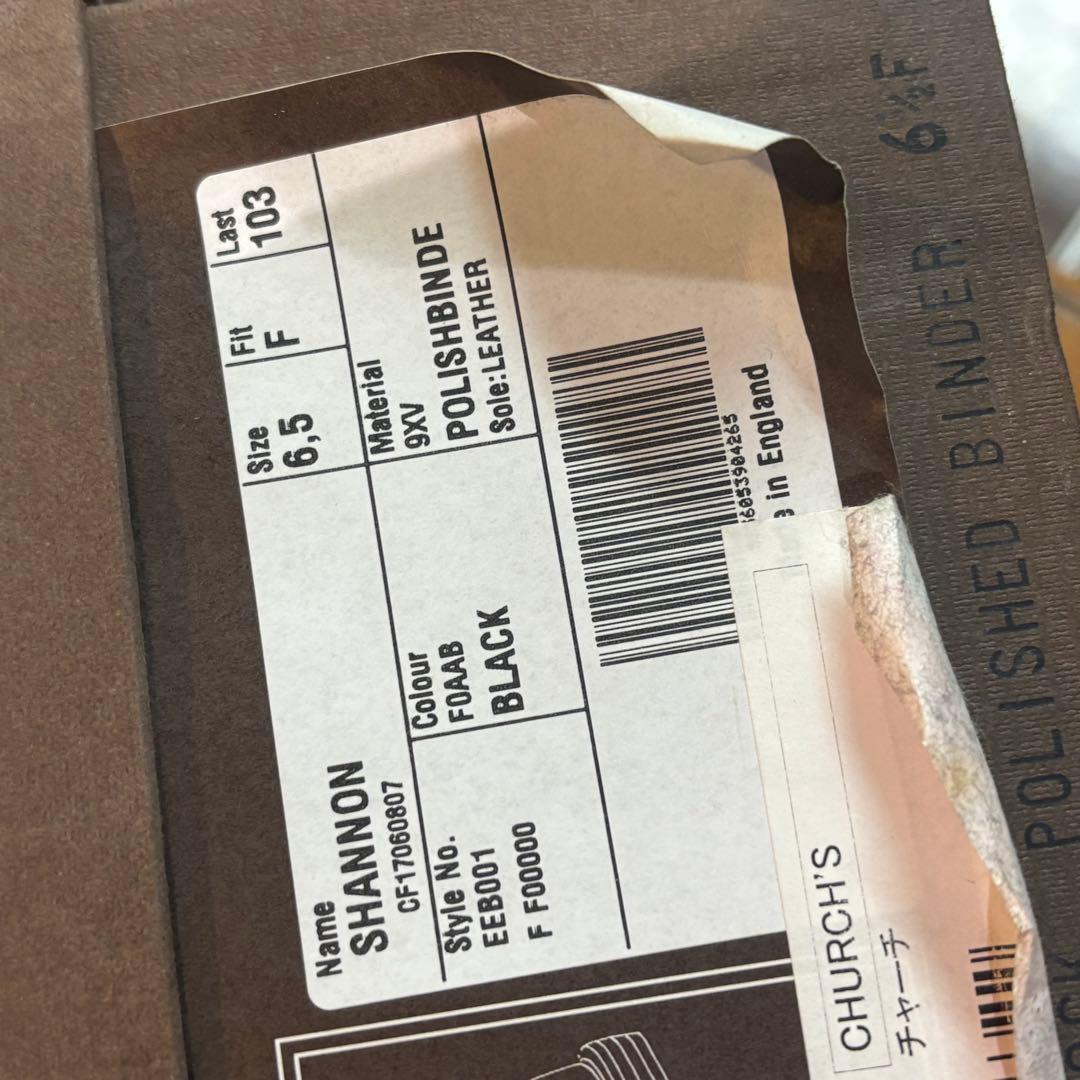 Name
SHANNON
CF17060807
Size
6,5
Fit
F
Last
103
Style No.
EEB001
F F00000
Colour
F0AAB
BLACK
Material
9XV
POLISHBINDE
Sole:LEATHER
in England
CHURCH'S
チャーチ
POLISHED BINDER 6½F